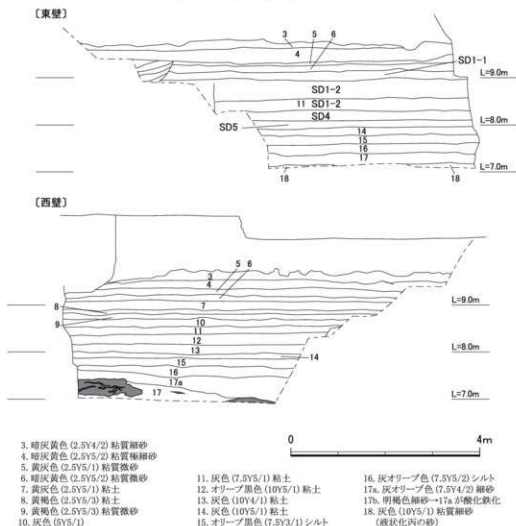 〔東壁〕
3
5
6
4
SD1-1
L=9.0m
SD1-2
11 SD1-2
SD4
L=8.0m
SD5
14
15
16
17
L=7.0m
18
18
〔西壁〕
5
6
3
4
8
7
L=9.0m
9
10
11
12
L=8.0m
13
14
15
16
17a
17
L=7.0m
0
4m
3. 暗灰黄色 (2.5Y4/2) 粘質細砂
4. 暗灰黄色 (2.5Y5/2) 粘質極細砂
5. 黄灰色 (2.5Y5/1) 粘質微砂
6. 暗灰黄色 (2.5Y5/2) 粘質微砂
7. 黄灰色 (2.5Y5/1) 粘土
8. 黄褐色 (2.5Y5/3) 粘土
9. 黄褐色 (2.5Y5/3) 粘質微砂
10. 灰色 (5Y5/1)
11. 灰色 (7.5Y5/1) 粘土
12. オリーブ黒色 (10Y5/1) 粘土
13. 灰色 (10Y4/1) 粘土
14. 灰色 (10Y5/1) 粘土
15. オリーブ黒色 (7.5Y3/1) シルト
16. 灰オリーブ色 (7.5Y5/2) シルト
17a. 灰オリーブ色 (7.5Y4/2) 細砂
17b. 明褐色細砂→17a が酸化鉄化
18. 灰色 (10Y5/1) 粘質細砂
(液状化丙の砂)